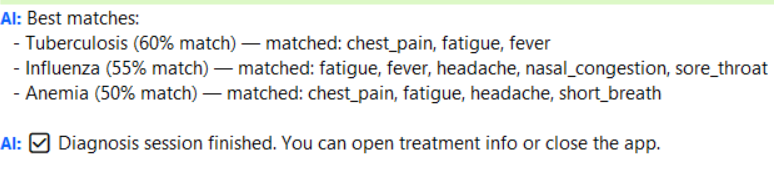 AI: Best matches:
- Tuberculosis (60% match) — matched: chest_pain, fatigue, fever
- Influenza (55% match) — matched: fatigue, fever, headache, nasal_congestion, sore_throat
- Anemia (50% match) — matched: chest_pain, fatigue, headache, short_breath
AI: ☑ Diagnosis session finished. You can open treatment info or close the app.